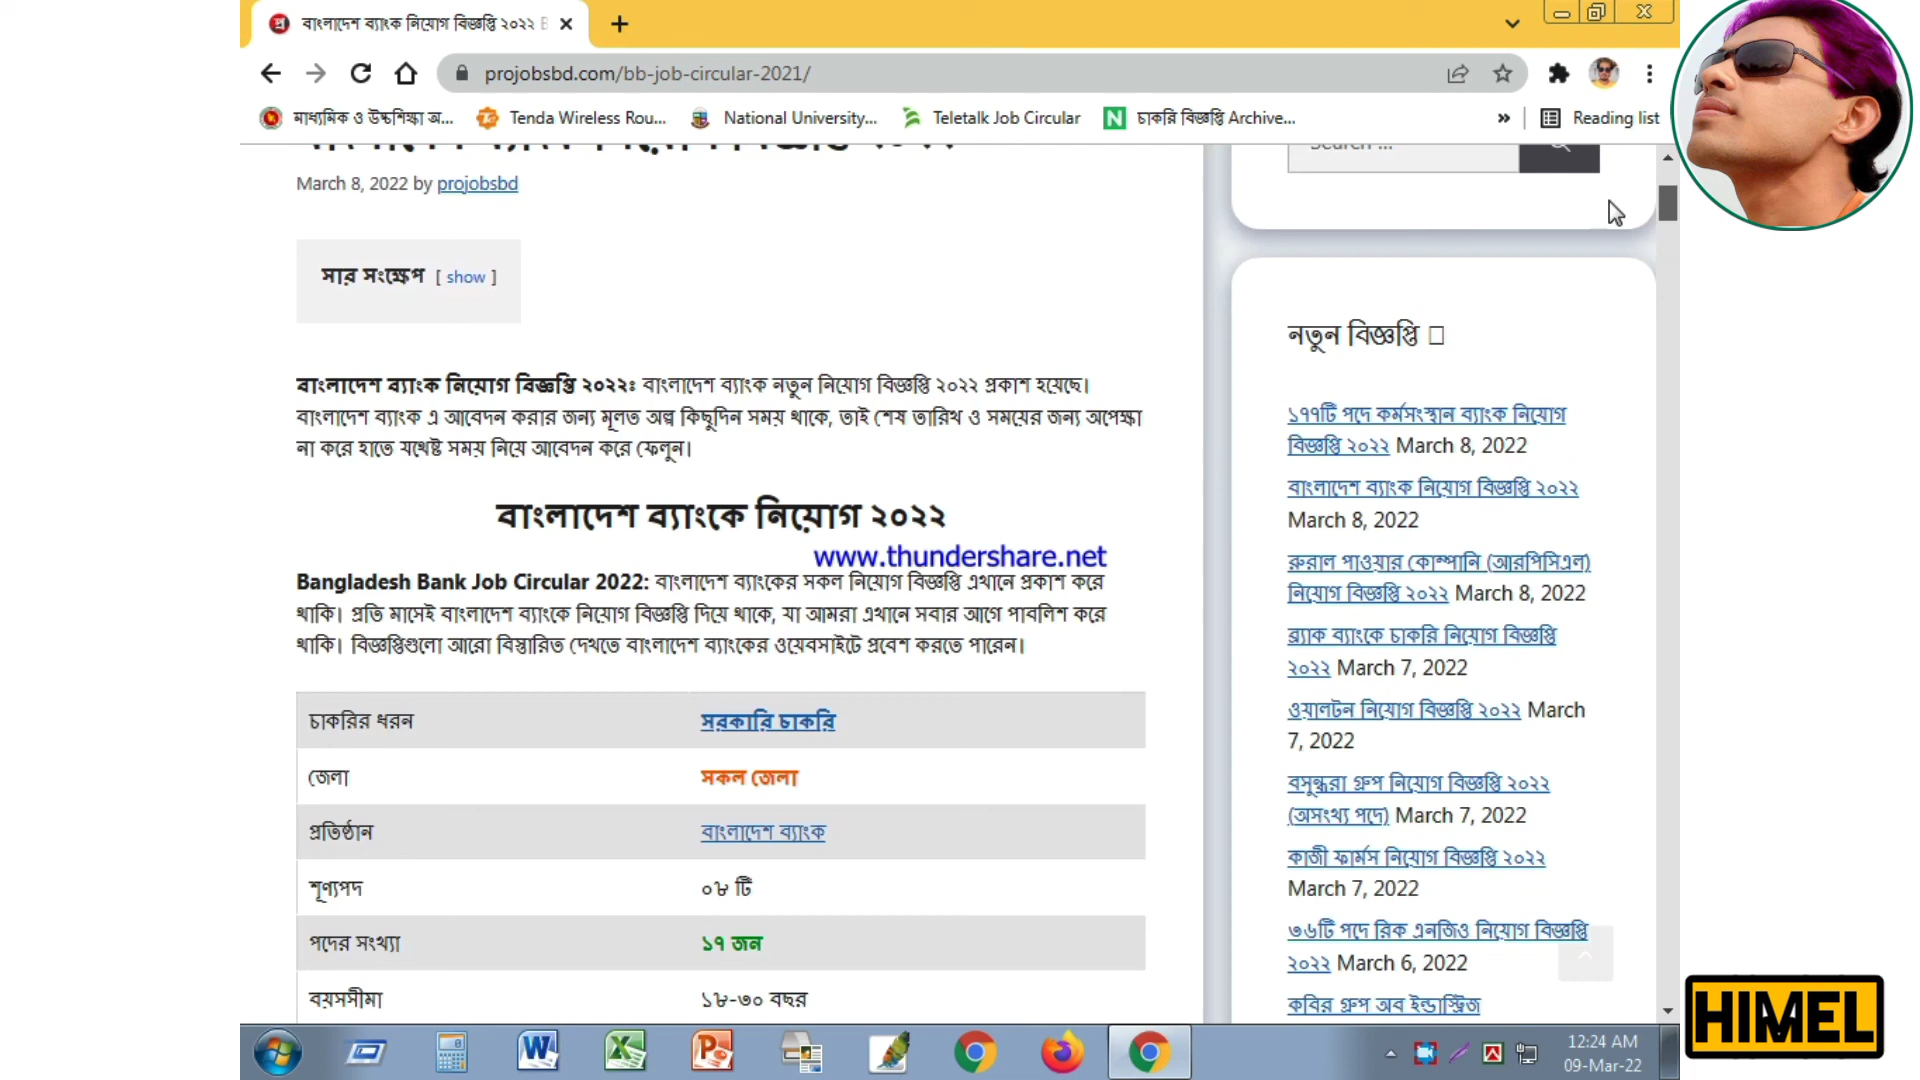 বাংলাদেশ ব্যাংক নিয়োগ বিজ্ঞপ্তি ২০২২
projobsbd.com/bb-job-circular-2021/
মাধ্যমিক ও উচ্চশিক্ষা অ... Tenda Wireless Rou... National University... Teletalk Job Circular চাকরি বিজ্ঞপ্তি Archive... » Reading list
বাংলাদেশ ব্যাংক নিয়োগ বিজ্ঞপ্তি ২০২২
March 8, 2022 by projobsbd
সার সংক্ষেপ [ show ]
বাংলাদেশ ব্যাংক নিয়োগ বিজ্ঞপ্তি ২০২২ঃ বাংলাদেশ ব্যাংক নতুন নিয়োগ বিজ্ঞপ্তি ২০২২ প্রকাশ হয়েছে।
বাংলাদেশ ব্যাংক এ আবেদন করার জন্য মূলত অল্প কিছুদিন সময় থাকে, তাই শেষ তারিখ ও সময়ের জন্য অপেক্ষা
না করে হাতে যথেষ্ট সময় নিয়ে আবেদন করে ফেলুন।
বাংলাদেশ ব্যাংকে নিয়োগ ২০২২
www.thundershare.net
Bangladesh Bank Job Circular 2022: বাংলাদেশ ব্যাংকের সকল নিয়োগ বিজ্ঞপ্তি এখানে প্রকাশ করে
থাকি। প্রতি মাসেই বাংলাদেশ ব্যাংকে নিয়োগ বিজ্ঞপ্তি দিয়ে থাকে, যা আমরা এখানে সবার আগে পাবলিশ করে
থাকি। বিজ্ঞপ্তিগুলো আরো বিস্তারিত দেখতে বাংলাদেশ ব্যাংকের ওয়েবসাইটে প্রবেশ করতে পারেন।
চাকরির ধরন সরকারি চাকরি
জেলা সকল জেলা
প্রতিষ্ঠান বাংলাদেশ ব্যাংক
শূণ্যপদ ০৮ টি
পদের সংখ্যা ১৭ জন
বয়সসীমা ১৮-৩০ বছর
Search ...
নতুন বিজ্ঞপ্তি
১৭৭টি পদে কর্মসংস্থান ব্যাংক নিয়োগ
বিজ্ঞপ্তি ২০২২ March 8, 2022
বাংলাদেশ ব্যাংক নিয়োগ বিজ্ঞপ্তি ২০২২
March 8, 2022
রুরাল পাওয়ার কোম্পানি (আরপিসিএল)
নিয়োগ বিজ্ঞপ্তি ২০২২ March 8, 2022
ব্র্যাক ব্যাংকে চাকরি নিয়োগ বিজ্ঞপ্তি
২০২২ March 7, 2022
ওয়ালটন নিয়োগ বিজ্ঞপ্তি ২০২২ March
7, 2022
বসুন্ধরা গ্রুপ নিয়োগ বিজ্ঞপ্তি ২০২২
(অসংখ্য পদে) March 7, 2022
কাজী ফার্মস নিয়োগ বিজ্ঞপ্তি ২০২২
March 7, 2022
৩৬টি পদে রিক এনজিও নিয়োগ বিজ্ঞপ্তি
২০২২ March 6, 2022
কবির গ্রুপ অব ইন্ডাস্ট্রিজ
12:24 AM
09-Mar-22
HIMEL